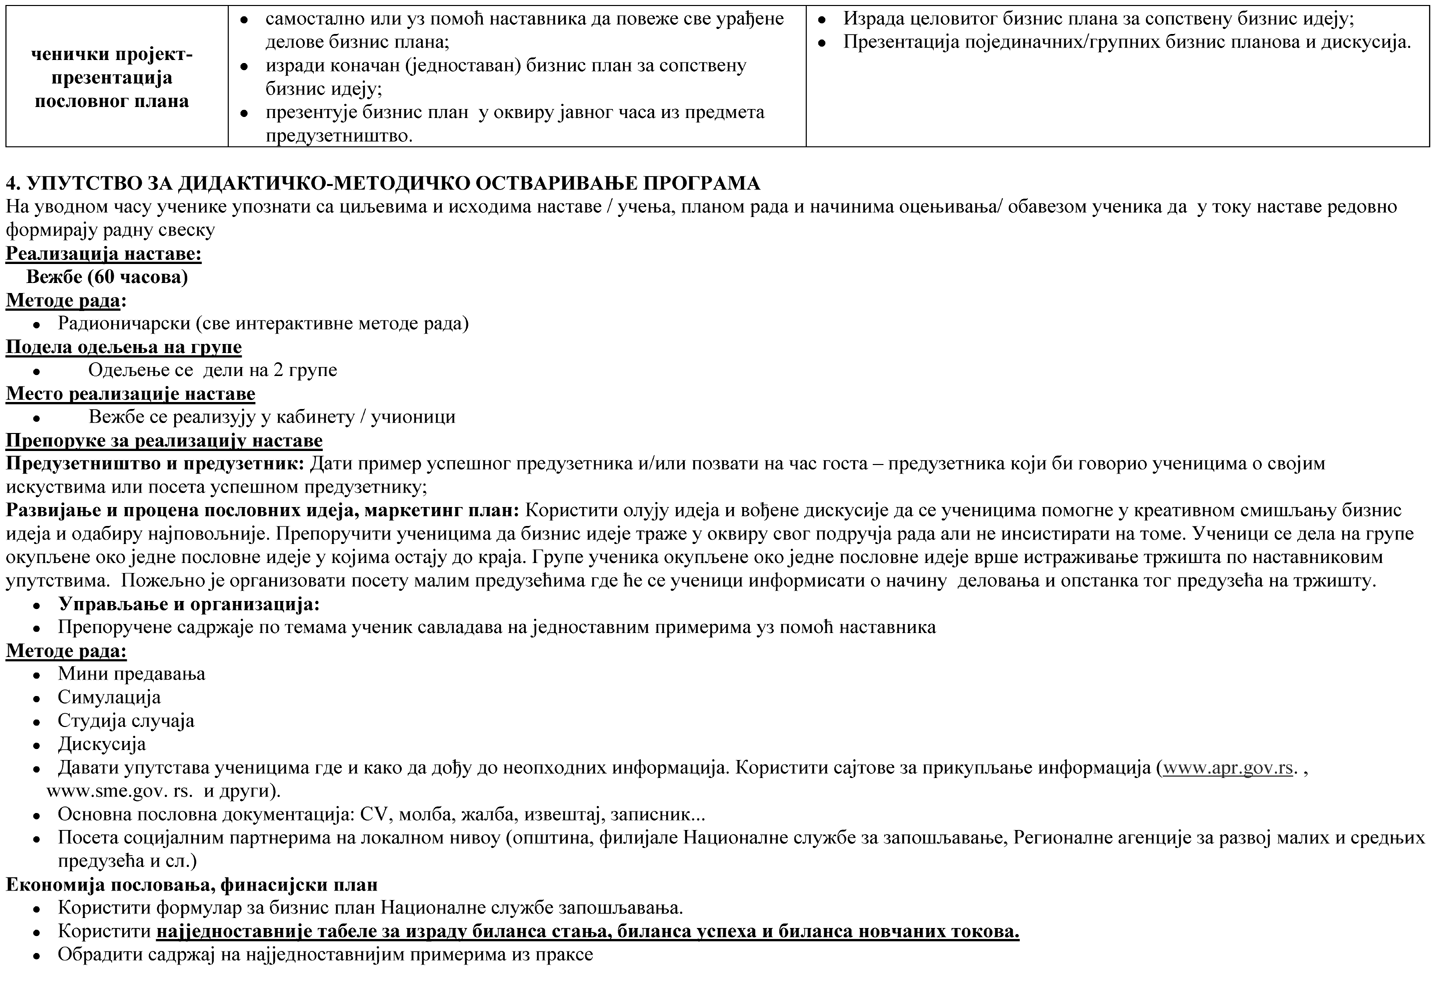 ченички пројект-
презентација
пословног плана
• самостално или уз помоћ наставника да повеже све урађене
делове бизнис плана;
• изради коначан (једноставан) бизнис план за сопствену
бизнис идеју;
• презентује бизнис план у оквиру јавног часа из предмета
предузетништво.
• Израда целовитог бизнис плана за сопствену бизнис идеју;
• Презентација појединачних/групних бизнис планова и дискусија.
4. УПУТСТВО ЗА ДИДАКТИЧКО-МЕТОДИЧКО ОСТВАРИВАЊЕ ПРОГРАМА
На уводном часу ученике упознати са циљевима и исходима наставе / учења, планом рада и начинима оцењивања/ обавезом ученика да у току наставе редовно
формирају радну свеску
Реализација наставе:
Вежбе (60 часова)
Методе рада:
• Радионичарски (све интерактивне методе рада)
Подела одељења на групе
• Одељење се дели на 2 групе
Место реализације наставе
• Вежбе се реализују у кабинету / учионици
Препоруке за реализацију наставе
Предузетништво и предузетник: Дати пример успешног предузетника и/или позвати на час госта – предузетника који би говорио ученицима о својим
искуствима или посета успешном предузетнику;
Развијање и процена пословних идеја, маркетинг план: Користити олују идеја и вођене дискусије да се ученицима помогне у креативном смишљању бизнис
идеја и одабиру најповољније. Препоручити ученицима да бизнис идеје траже у оквиру свог подручја рада али не инсистирати на томе. Ученици се дела на групе
окупљене око једне пословне идеје у којима остају до краја. Групе ученика окупљене око једне пословне идеје врше истраживање тржишта по наставниковим
упутствима. Пожељно је организовати посету малим предузећима где ће се ученици информисати о начину деловања и опстанка тог предузећа на тржишту.
• Управљање и организација:
• Препоручене садржаје по темама ученик савладава на једноставним примерима уз помоћ наставника
Методе рада:
• Мини предавања
• Симулација
• Студија случаја
• Дискусија
• Давати упутстава ученицима где и како да дођу до неопходних информација. Користити сајтове за прикупљање информација (www.apr.gov.rs. ,
www.sme.gov. rs. и други).
• Основна пословна документација: CV, молба, жалба, извештај, записник...
• Посета социјалним партнерима на локалном нивоу (општина, филијале Националне службе за запошљавање, Регионалне агенције за развој малих и средњих
предузећа и сл.)
Економија пословања, финасијски план
• Користити формулар за бизнис план Националне службе запошљавања.
• Користити најједноставније табеле за израду биланса стања, биланса успеха и биланса новчаних токова.
• Обрадити садржај на најједноставнијим примерима из праксе